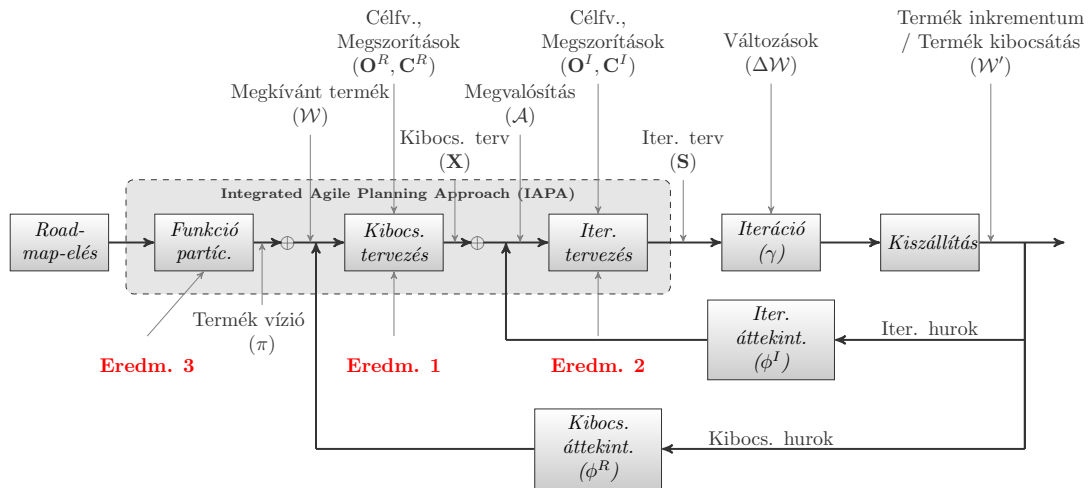 Célfv.,
Megszorítások
(O^R, C^R)
Célfv.,
Megszorítások
(O^I, C^I)
Változások
(ΔW)
Termék inkrementum
/ Termék kibocsátás
(W′)
Megkívánt termék
(W)
Megvalósítás
(A)
Kibocs. terv
(X)
Iter. terv
(S)
Integrated Agile Planning Approach (IAPA)
Road-
map-elés
Funkció
partíc.
Kibocs.
tervezés
Iter.
tervezés
Iteráció
(γ)
Kiszállítás
Termék vízió
(π)
Eredm. 3
Eredm. 1
Eredm. 2
Iter.
áttekint.
(ϕ^I)
Iter. hurok
Kibocs.
áttekint.
(ϕ^R)
Kibocs. hurok